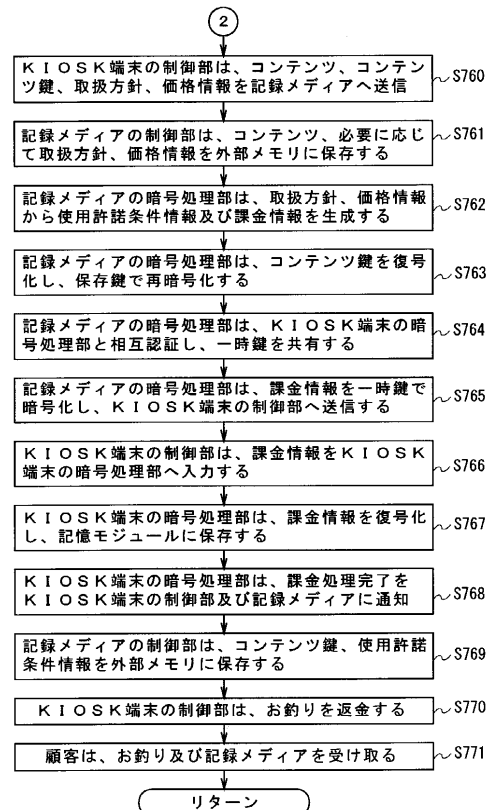 2
KIOSK端末の制御部は、コンテンツ、コンテン
ツ鍵、取扱方針、価格情報を記録メディアへ送信
S760
記録メディアの制御部は、コンテンツ、必要に応じ
て取扱方針、価格情報を外部メモリに保存する
S761
記録メディアの暗号処理部は、取扱方針、価格情報
から使用許諾条件情報及び課金情報を生成する
S762
記録メディアの暗号処理部は、コンテンツ鍵を復号
化し、保存鍵で再暗号化する
S763
記録メディアの暗号処理部は、KIOSK端末の暗
号処理部と相互認証し、一時鍵を共有する
S764
記録メディアの暗号処理部は、課金情報を一時鍵で
暗号化し、KIOSK端末の制御部へ送信する
S765
KIOSK端末の制御部は、課金情報をKIOSK
端末の暗号処理部へ入力する
S766
KIOSK端末の暗号処理部は、課金情報を復号化
し、記憶モジュールに保存する
S767
KIOSK端末の暗号処理部は、課金処理完了を
KIOSK端末の制御部及び記録メディアに通知
S768
記録メディアの制御部は、コンテンツ鍵、使用許諾
条件情報を外部メモリに保存する
S769
KIOSK端末の制御部は、お釣りを返金する
S770
顧客は、お釣り及び記録メディアを受け取る
S771
リターン